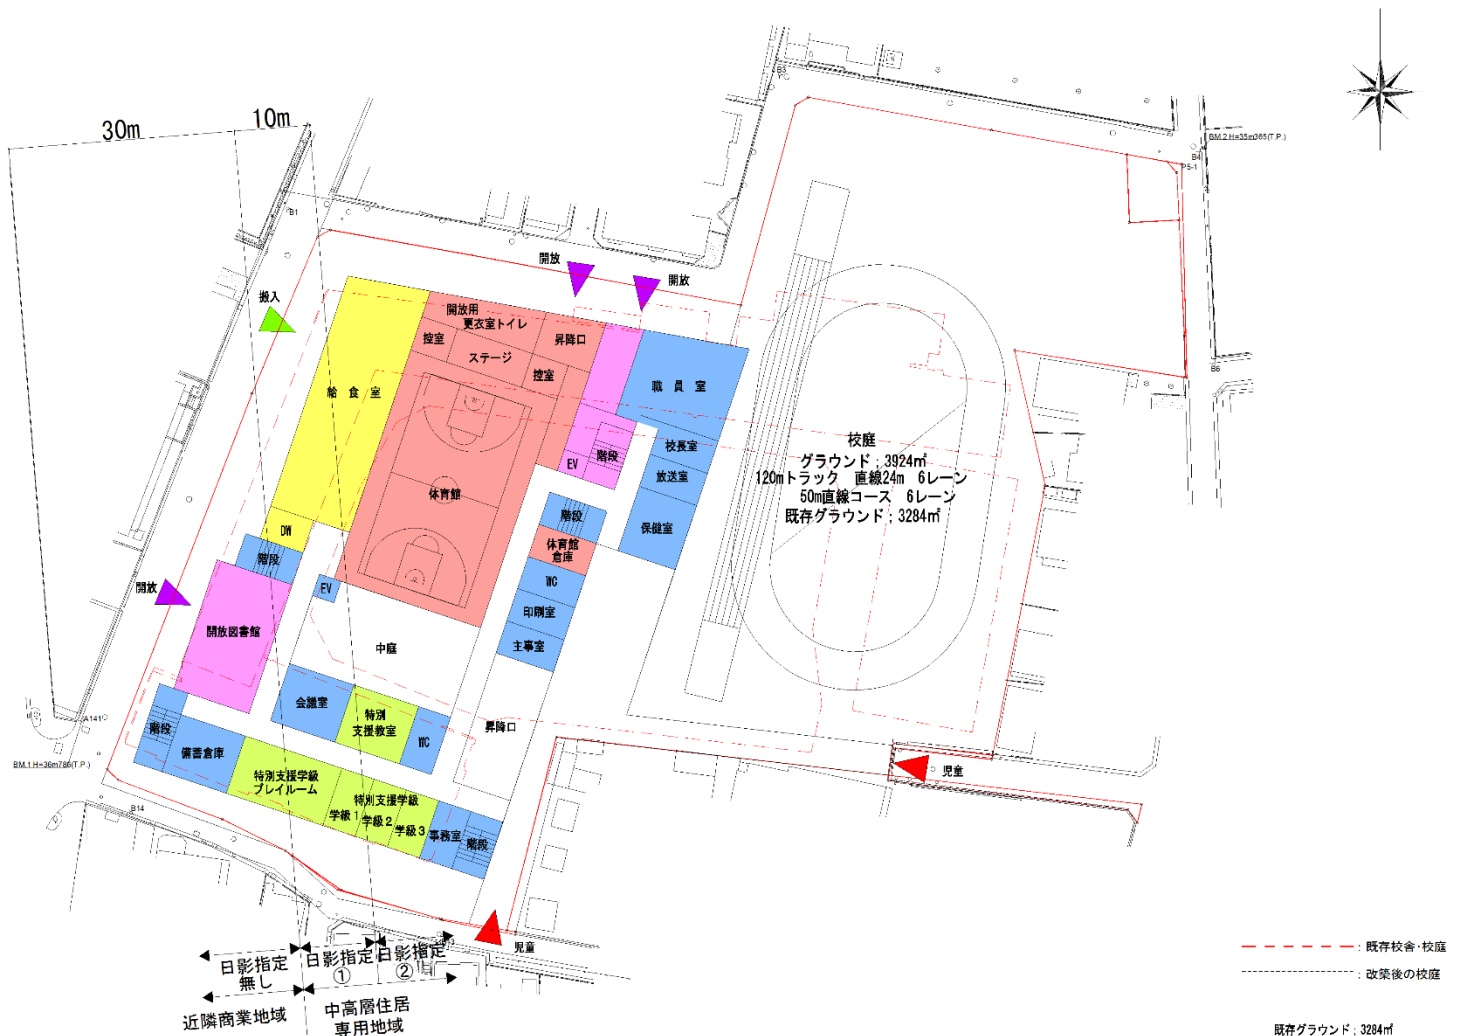 30m
10m
B3
BM.2 H=35m365(T.P.)
B4
P5-1
B1
B6
搬入
開放
開放
開放用
更衣室トイレ
昇降口
控室
ステージ
控室
給 食 室
職 員 室
校長室
放送室
保健室
EV
階段
体育館
階段
体育館
倉庫
WC
印刷室
主事室
DW
階段
EV
開放
開放図書館
中庭
校庭
グラウンド：3924㎡
120mトラック 直線24m 6レーン
50m直線コース 6レーン
既存グラウンド：3284㎡
会議室
特別
支援教室
WC
昇降口
階段
備蓄倉庫
特別支援学級
プレイルーム
特別支援学級
学級１
学級２
学級３
事務室
階段
A141
BM.1 H=36m786(T.P.)
B14
児童
児童
日影指定
無し
日影指定
①
日影指定
②
近隣商業地域
中高層住居
専用地域
：既存校舎・校庭
：改築後の校庭
既存グラウンド：3284㎡